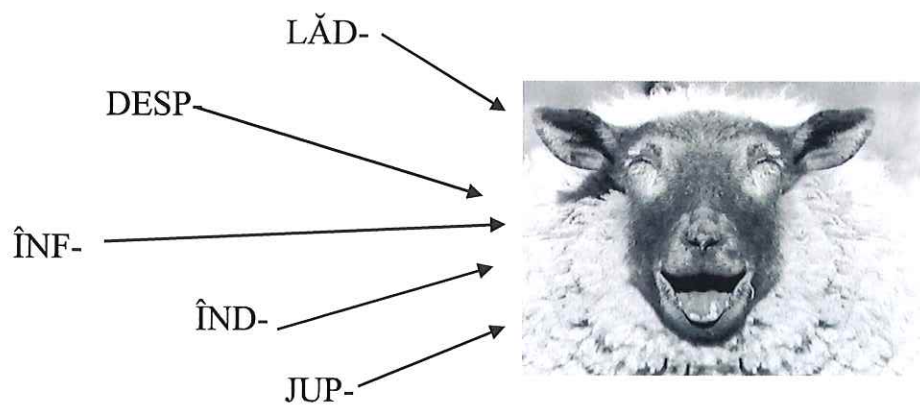 LĂD-
DESP-
ÎNF-
ÎND-
JUP-